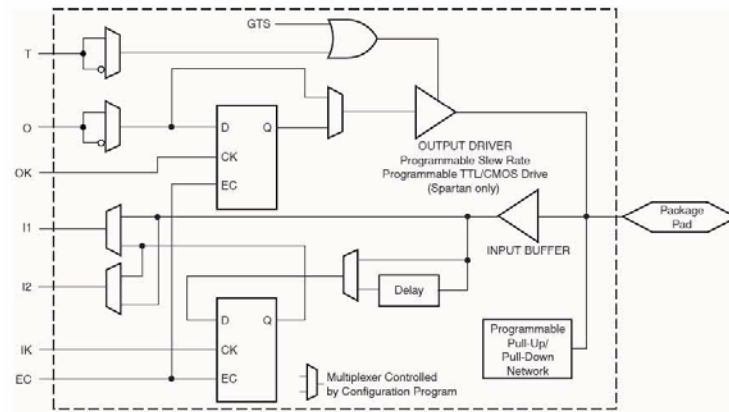 GTS
T
O
D
Q
OK
CK
EC
OUTPUT DRIVER
Programmable Slew Rate
Programmable TTL/CMOS Drive
(Spartan only)
I1
I2
INPUT BUFFER
Package
Pad
Delay
D
Q
IK
CK
EC
EC
Programmable
Pull-Up/
Pull-Down
Network
Multiplexer Controlled
by Configuration Program